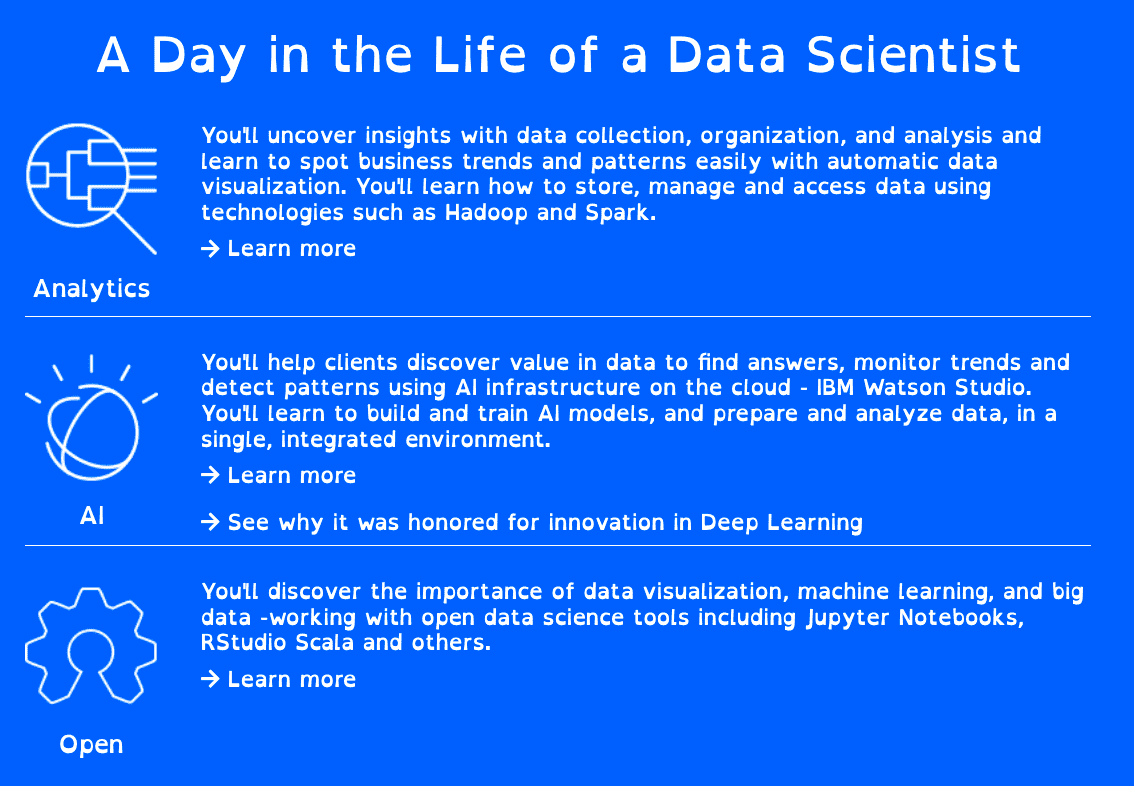 A Day in the Life of a Data Scientist
You'll uncover insights with data collection, organization, and analysis and
learn to spot business trends and patterns easily with automatic data
visualization. You'll learn how to store, manage and access data using
technologies such as Hadoop and Spark.
→ Learn more
Analytics
You'll help clients discover value in data to find answers, monitor trends and
detect patterns using AI infrastructure on the cloud - IBM Watson Studio.
You'll learn to build and train AI models, and prepare and analyze data, in a
single, integrated environment.
→ Learn more
AI
→ See why it was honored for innovation in Deep Learning
You'll discover the importance of data visualization, machine learning, and big
data -working with open data science tools including Jupyter Notebooks,
RStudio Scala and others.
→ Learn more
Open